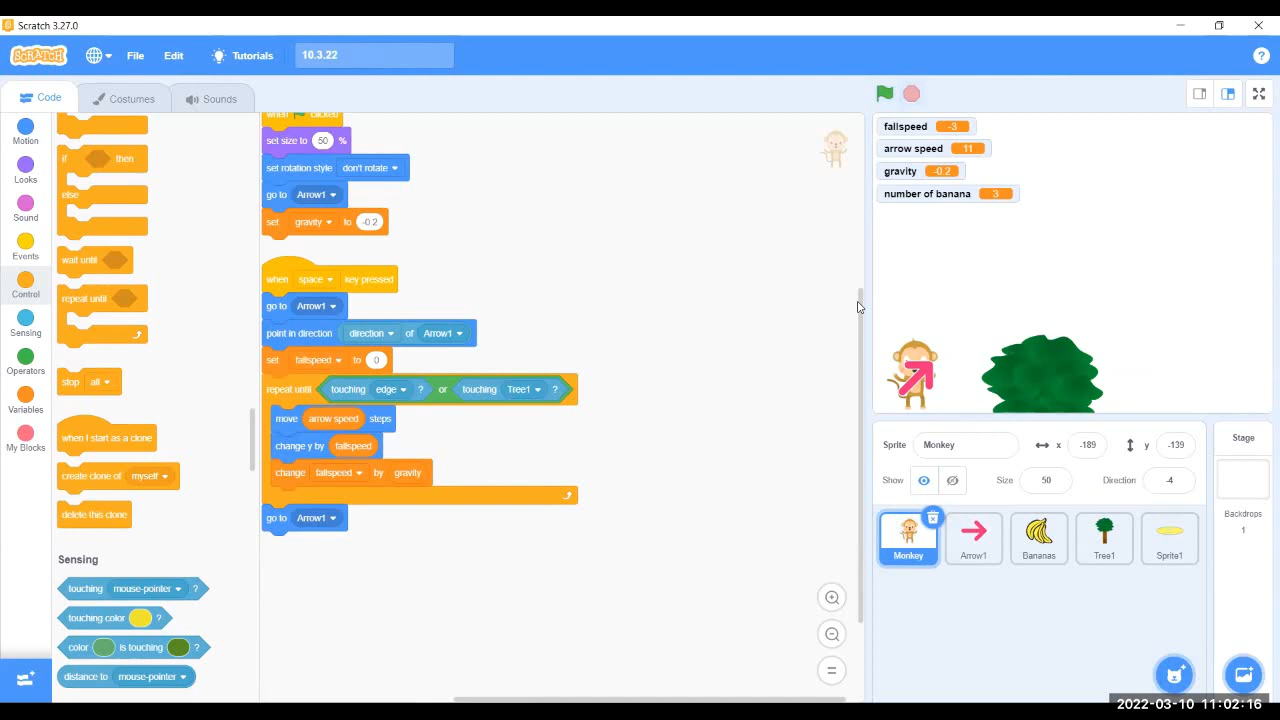 Scratch 3.27.0
SCRATCH File Edit Tutorials 10.3.22
Code Costumes Sounds
Motion
Looks
Sound
Events
Control
Sensing
Operators
Variables
My Blocks
if then
else
wait until
repeat until
stop all
when I start as a clone
create clone of myself
delete this clone
Sensing
touching mouse-pointer ?
touching color ?
color is touching ?
distance to mouse-pointer
when clicked
set size to 50 %
set rotation style don't rotate
go to Arrow1
set gravity to -0.2
when space key pressed
go to Arrow1
point in direction direction of Arrow1
set fallspeed to 0
repeat until touching edge ? or touching Tree1 ?
move arrow speed steps
change y by fallspeed
change fallspeed by gravity
go to Arrow1
fallspeed -3
arrow speed 11
gravity -0.2
number of banana 3
Sprite Monkey x -189 y -139
Show Size 50 Direction -4
Monkey Arrow1 Bananas Tree1 Sprite1
Stage
Backdrops
1
2022-03-10 11:02:16